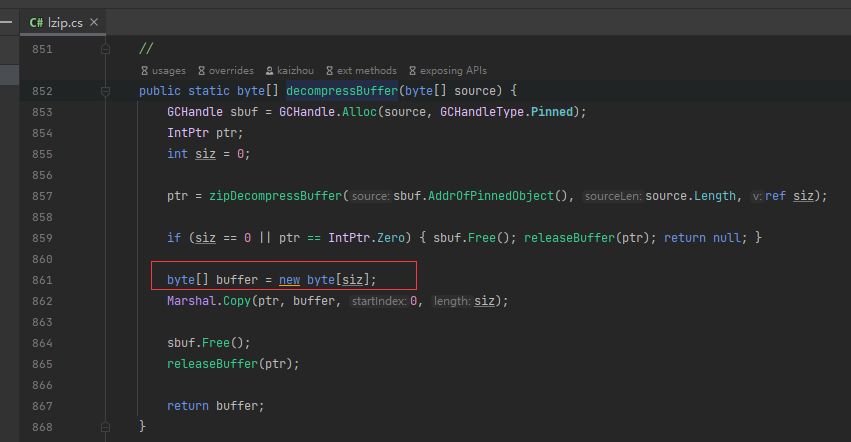 C# lzip.cs ×
851 //
usages overrides kaizhou ext methods exposing APIs
852 public static byte[] decompressBuffer(byte[] source) {
853 GCHandle sbuf = GCHandle.Alloc(source, GCHandleType.Pinned);
854 IntPtr ptr;
855 int siz = 0;
856
857 ptr = zipDecompressBuffer( source: sbuf.AddrOfPinnedObject(), sourceLen: source.Length, v: ref siz);
858
859 if (siz == 0 || ptr == IntPtr.Zero) { sbuf.Free(); releaseBuffer(ptr); return null; }
860
861 byte[] buffer = new byte[siz];
862 Marshal.Copy(ptr, buffer, startIndex: 0, length: siz);
863
864 sbuf.Free();
865 releaseBuffer(ptr);
866
867 return buffer;
868 }